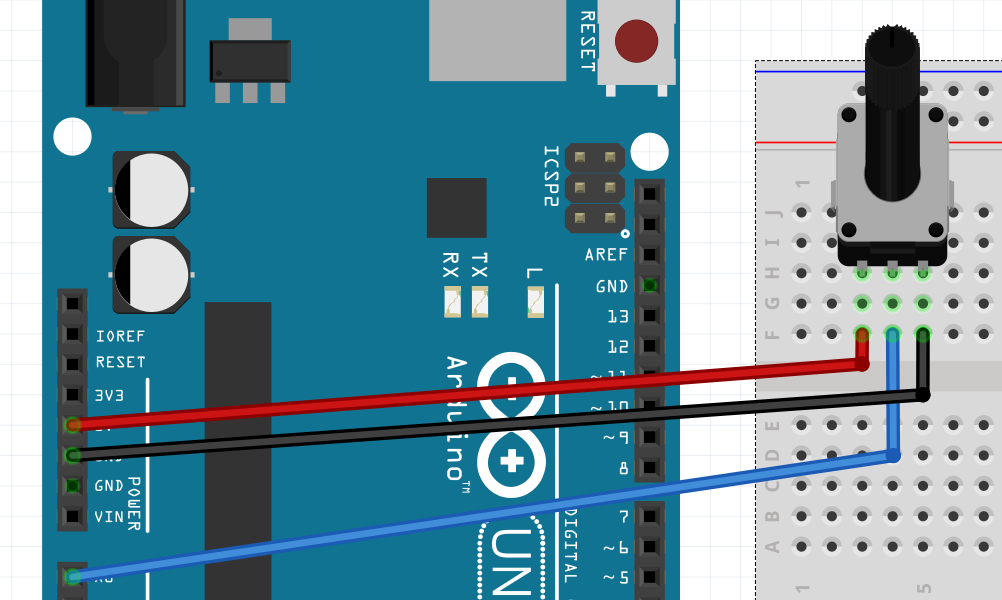 RESET
ICSP2
1
J
I
H
G
F
E
D
C
B
A
1
5
AREF
GND
13
12
~11
~10
~9
8
7
~6
~5
DIGITAL
RX
TX
L
IOREF
RESET
3V3
GND
GND
VIN
POWER
A0
Arduino™
UN